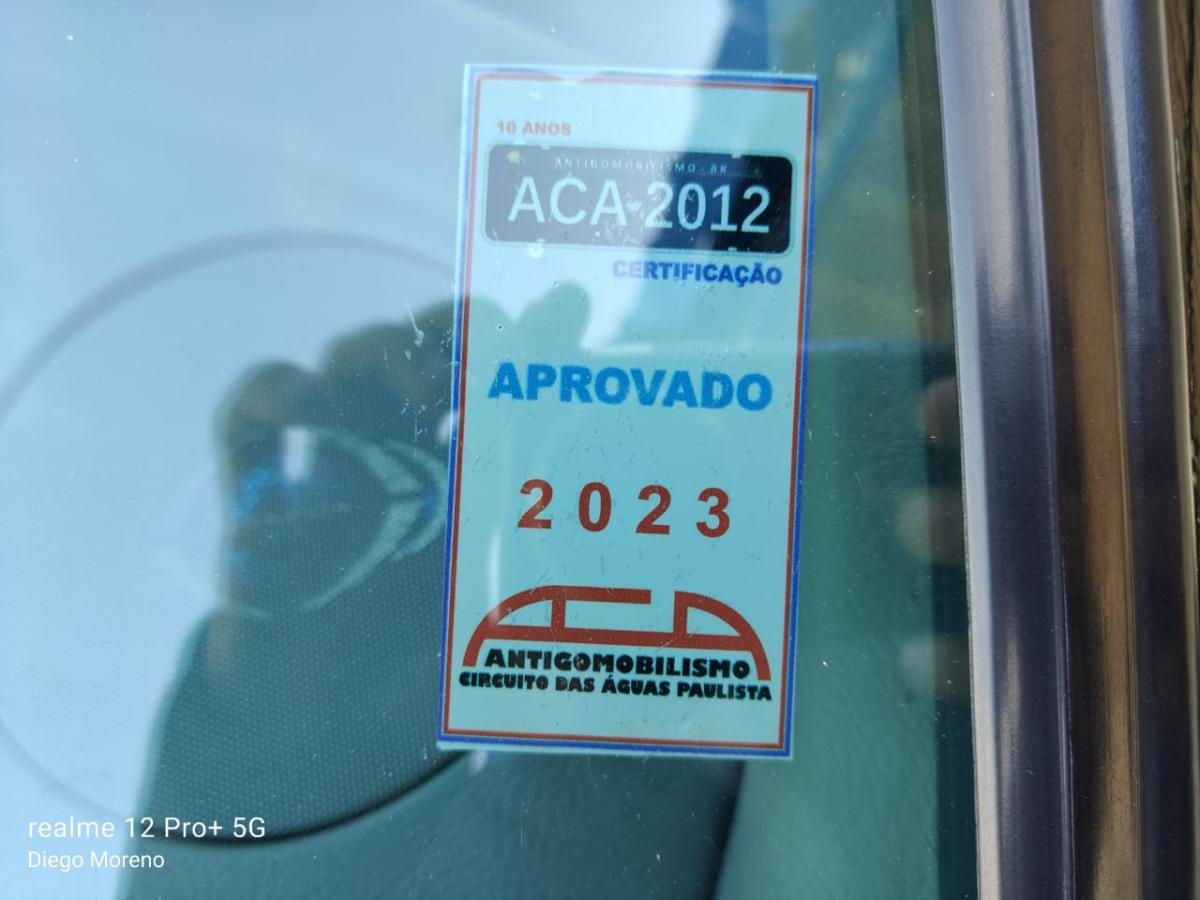 10 ANOS
ANTIGOMOBILISMO - BR
ACA 2012
CERTIFICAÇÃO
APROVADO
2023
ANTIGOMOBILISMO
CIRCUITO DAS ÁGUAS PAULISTA
realme 12 Pro+ 5G
Diego Moreno